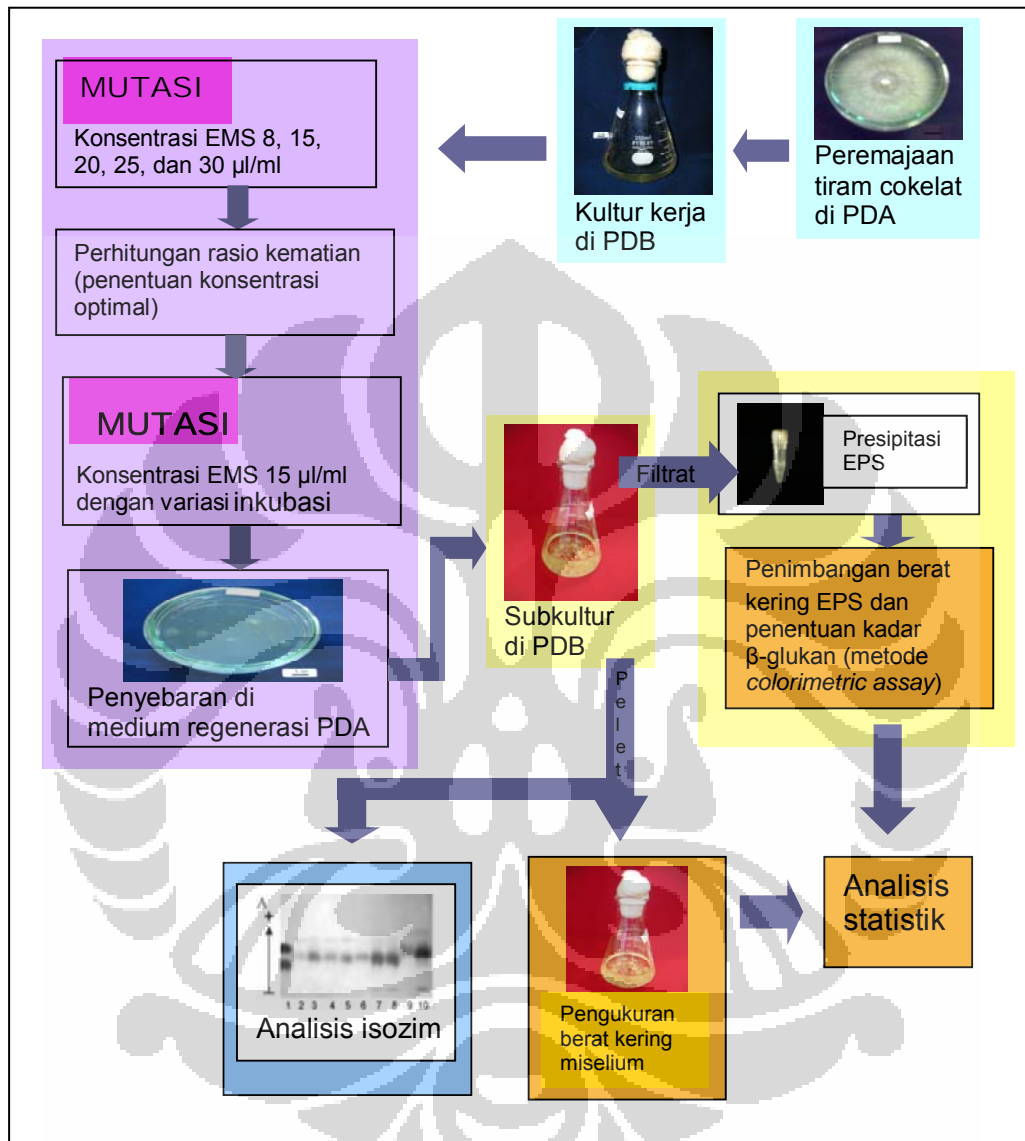 MUTASI
Konsentrasi EMS 8, 15,
20, 25, dan 30 µl/ml
Kultur kerja
di PDB
Peremajaan
tiram cokelat
di PDA
Perhitungan rasio kematian
(penentuan konsentrasi
optimal)
MUTASI
Konsentrasi EMS 15 µl/ml
dengan variasi inkubasi
Penyebaran di
medium regenerasi PDA
Subkultur
di PDB
Filtrat
Presipitasi
EPS
Penimbangan berat
kering EPS dan
penentuan kadar
β-glukan (metode
colorimetric assay)
Pelet
+
1 2 3 4 5 6 7 8 9 10
Analisis isozim
Pengukuran
berat kering
miselium
Analisis
statistik